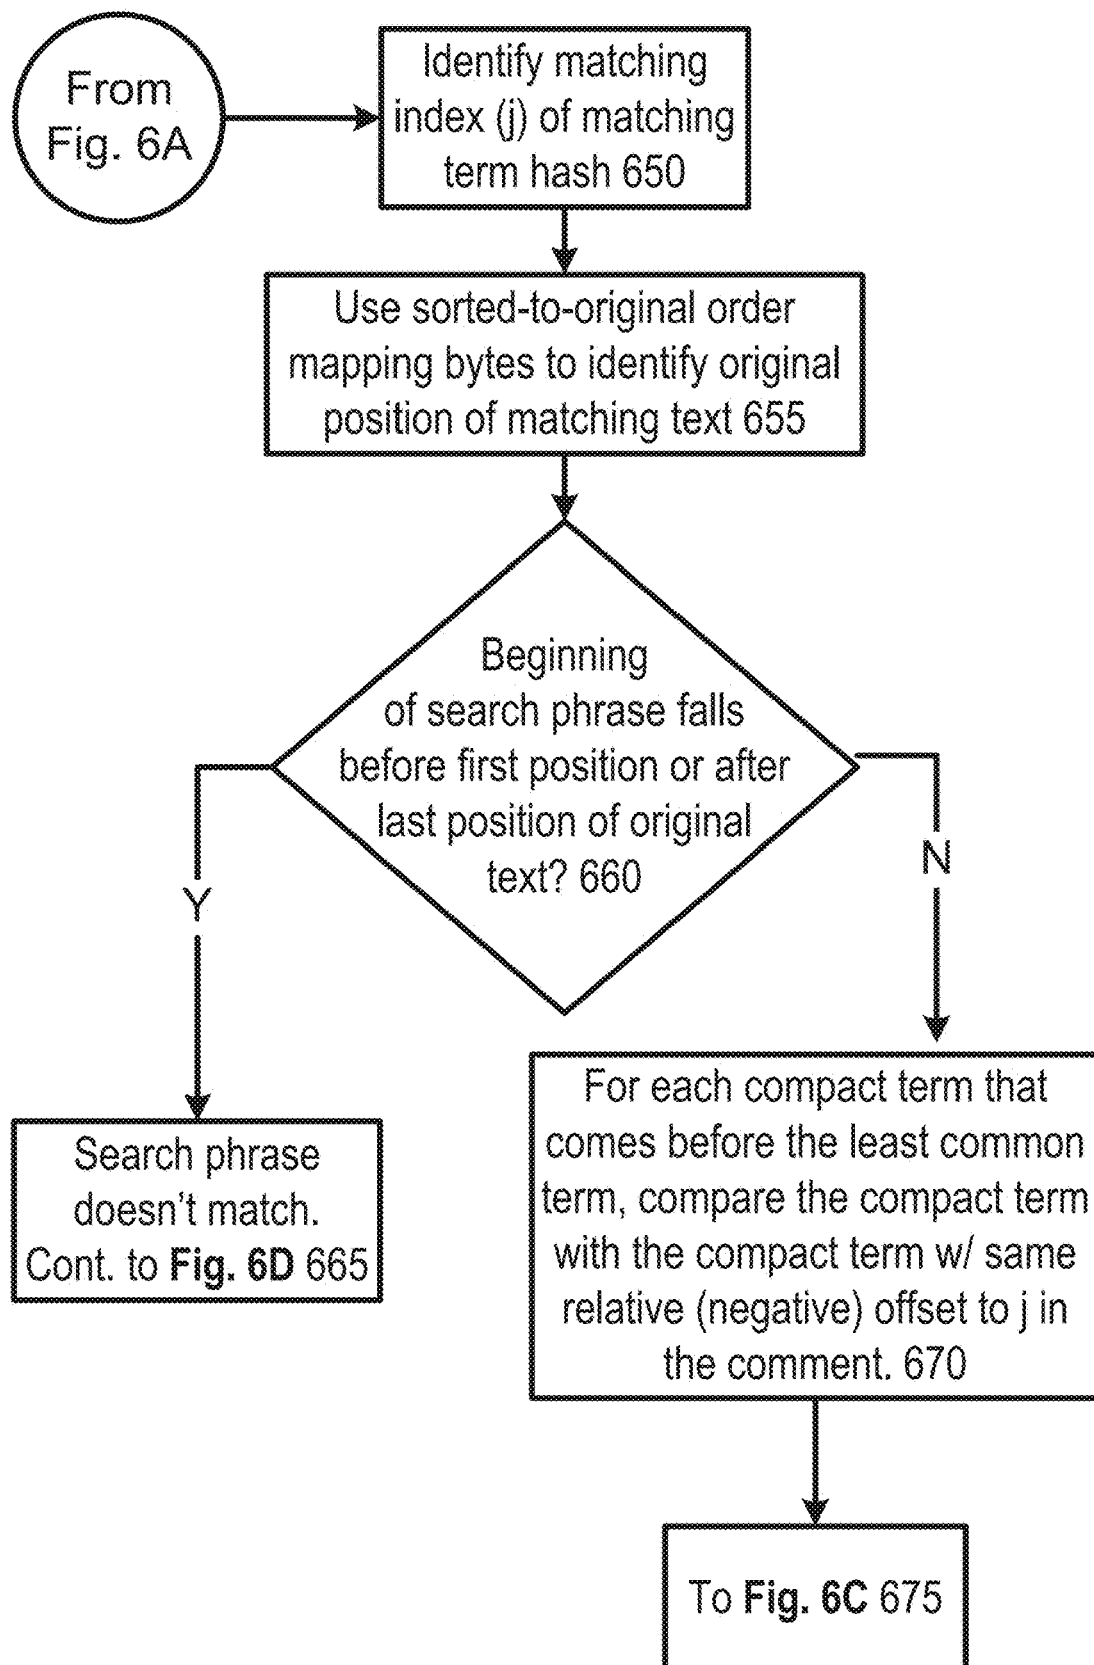 From
Fig. 6A
Identify matching
index (j) of matching
term hash 650
Use sorted-to-original order
mapping bytes to identify original
position of matching text 655
Beginning
of search phrase falls
before first position or after
last position of original
text? 660
Y
N
Search phrase
doesn't match.
Cont. to Fig. 6D 665
For each compact term that
comes before the least common
term, compare the compact term
with the compact term w/ same
relative (negative) offset to j in
the comment. 670
To Fig. 6C 675